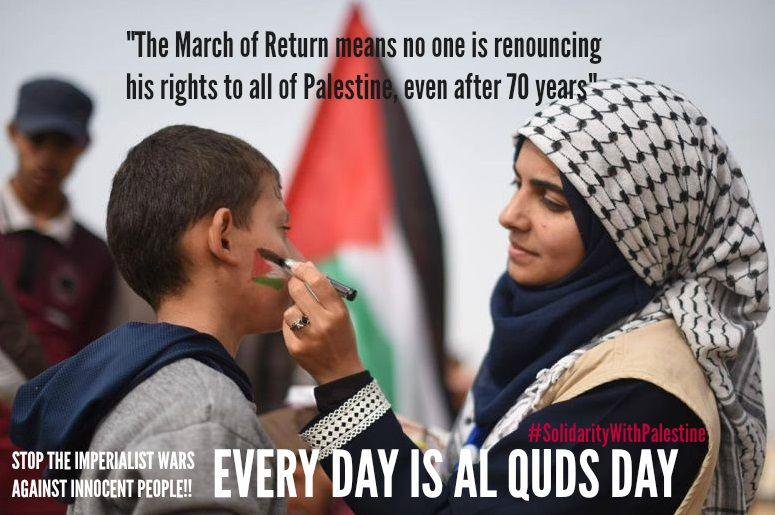 "The March of Return means no one is renouncing
his rights to all of Palestine, even after 70 years"
#SolidarityWithPalestine
STOP THE IMPERIALIST WARS
AGAINST INNOCENT PEOPLE!!
EVERY DAY IS AL QUDS DAY